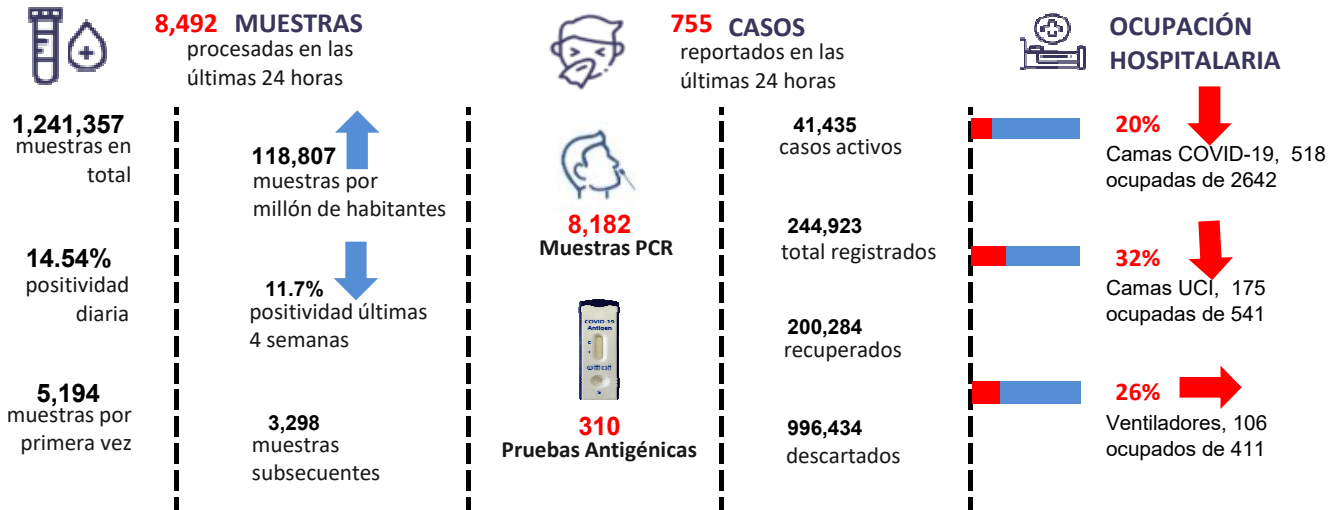 8,492 MUESTRAS
procesadas en las
últimas 24 horas
1,241,357
muestras en
total
14.54%
positividad
diaria
5,194
muestras por
primera vez
118,807
muestras por
millón de habitantes
11.7%
positividad últimas
4 semanas
3,298
muestras
subsecuentes
755 CASOS
reportados en las
últimas 24 horas
8,182
Muestras PCR
COVID-19
Antigen
310
Pruebas Antigénicas
41,435
casos activos
244,923
total registrados
200,284
recuperados
996,434
descartados
OCUPACIÓN
HOSPITALARIA
20%
Camas COVID-19, 518
ocupadas de 2642
32%
Camas UCI, 175
ocupadas de 541
26%
Ventiladores, 106
ocupados de 411